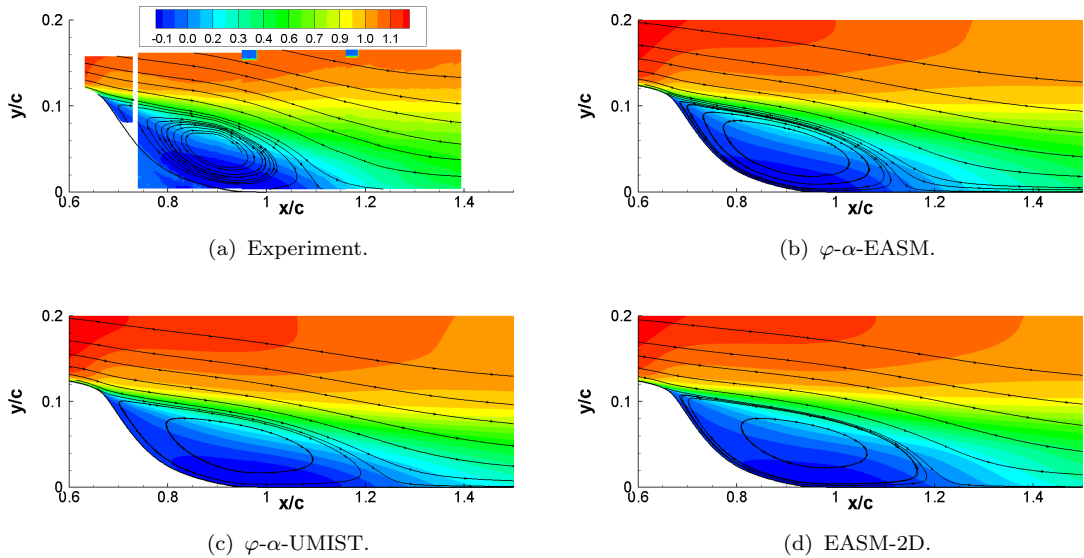 -0.1 0.0 0.2 0.3 0.4 0.6 0.7 0.9 1.0 1.1
y/c
0.2
0.1
0
0.6 0.8 1 1.2 1.4
x/c
(a) Experiment.
y/c
0.2
0.1
0
0.6 0.8 1 1.2 1.4
x/c
(b) φ-α-EASM.
y/c
0.2
0.1
0
0.6 0.8 1 1.2 1.4
x/c
(c) φ-α-UMIST.
y/c
0.2
0.1
0
0.6 0.8 1 1.2 1.4
x/c
(d) EASM-2D.